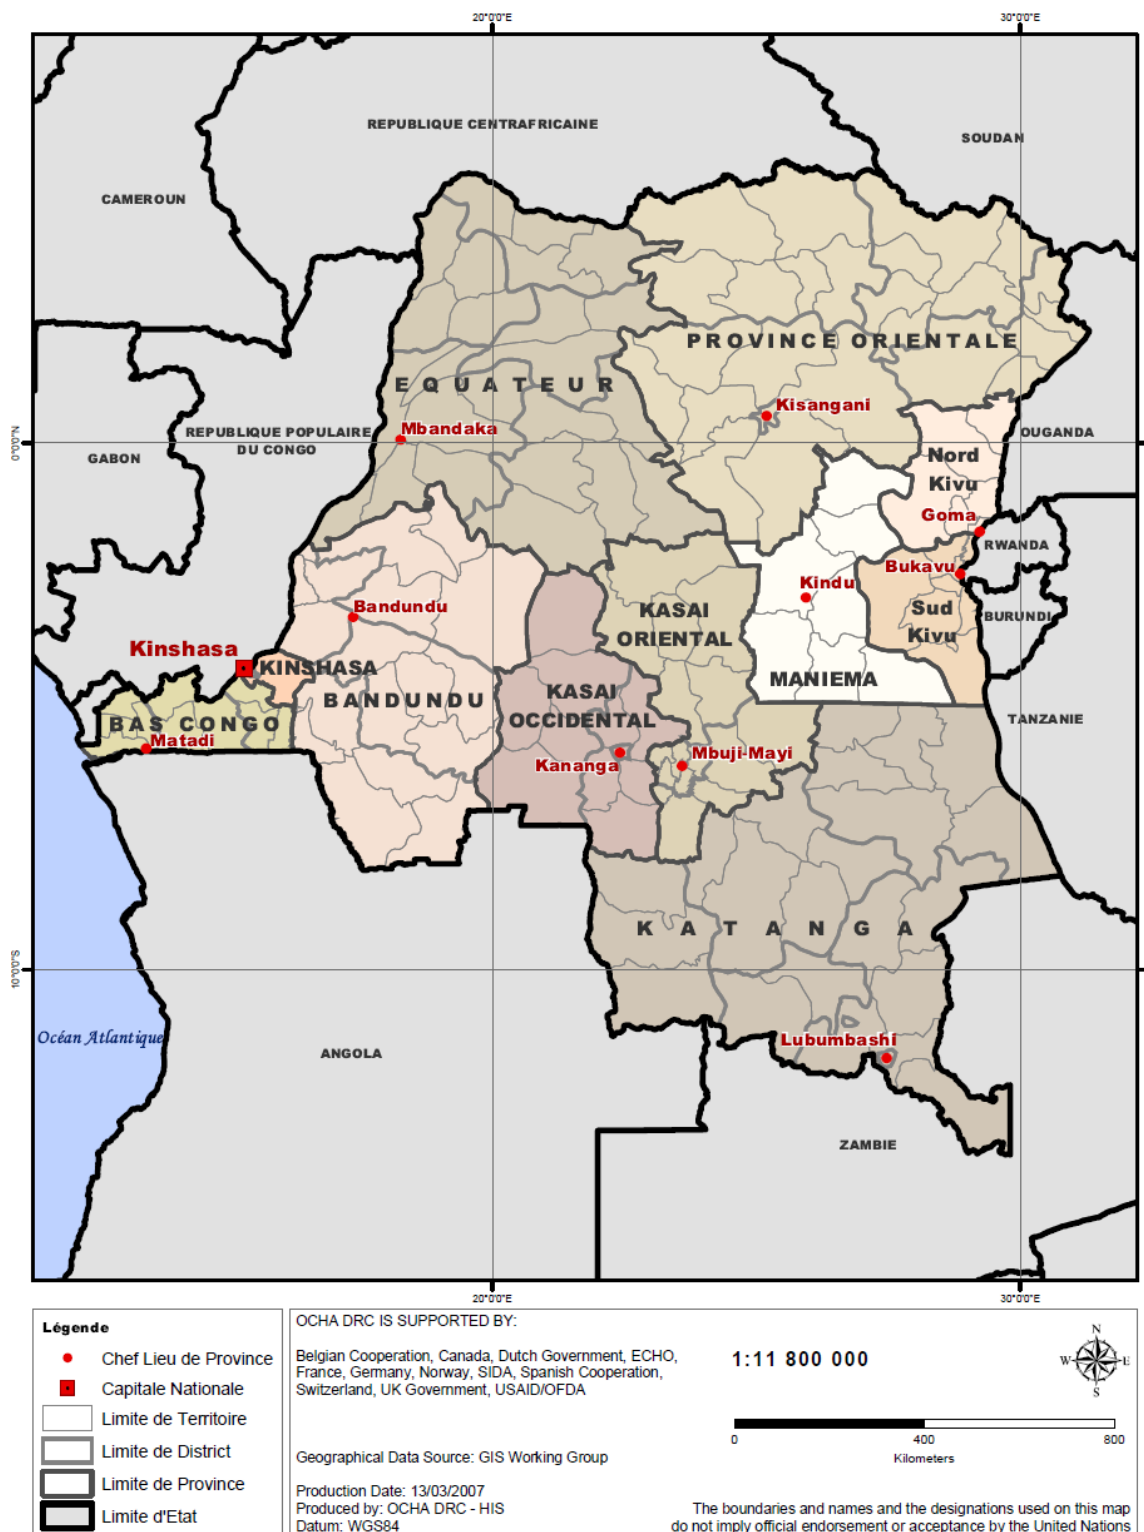 20°0'0"E
30°0'0"E
REPUBLIQUE CENTRAFRICAINE
SOUDAN
CAMEROUN
PROVINCE ORIENTALE
EQUATEUR
Kisangani
Mbandaka
REPUBLIQUE POPULAIRE
DU CONGO
OUGANDA
0°0'0"N
GABON
Nord
Kivu
Goma
RWANDA
Bukavu
Kindu
Bandundu
KASAI
ORIENTAL
Sud
Kivu
BURUNDI
Kinshasa
KINSHASA
MANIEMA
BANDUNDU
KASAI
OCCIDENTAL
TANZANIE
BAS CONGO
Matadi
Kananga
Mbuji-Mayi
KATANGA
10°0'0"S
Océan Atlantique
ANGOLA
Lubumbashi
ZAMBIE
20°0'0"E
30°0'0"E
Légende
Chef Lieu de Province
Capitale Nationale
Limite de Territoire
Limite de District
Limite de Province
Limite d'Etat
OCHA DRC IS SUPPORTED BY:
Belgian Cooperation, Canada, Dutch Government, ECHO,
France, Germany, Norway, SIDA, Spanish Cooperation,
Switzerland, UK Government, USAID/OFDA
Geographical Data Source: GIS Working Group
Production Date: 13/03/2007
Produced by: OCHA DRC - HIS
Datum: WGS84
1:11 800 000
N
W
E
S
0
400
800
Kilometers
The boundaries and names and the designations used on this map
do not imply official endorsement or acceptance by the United Nations